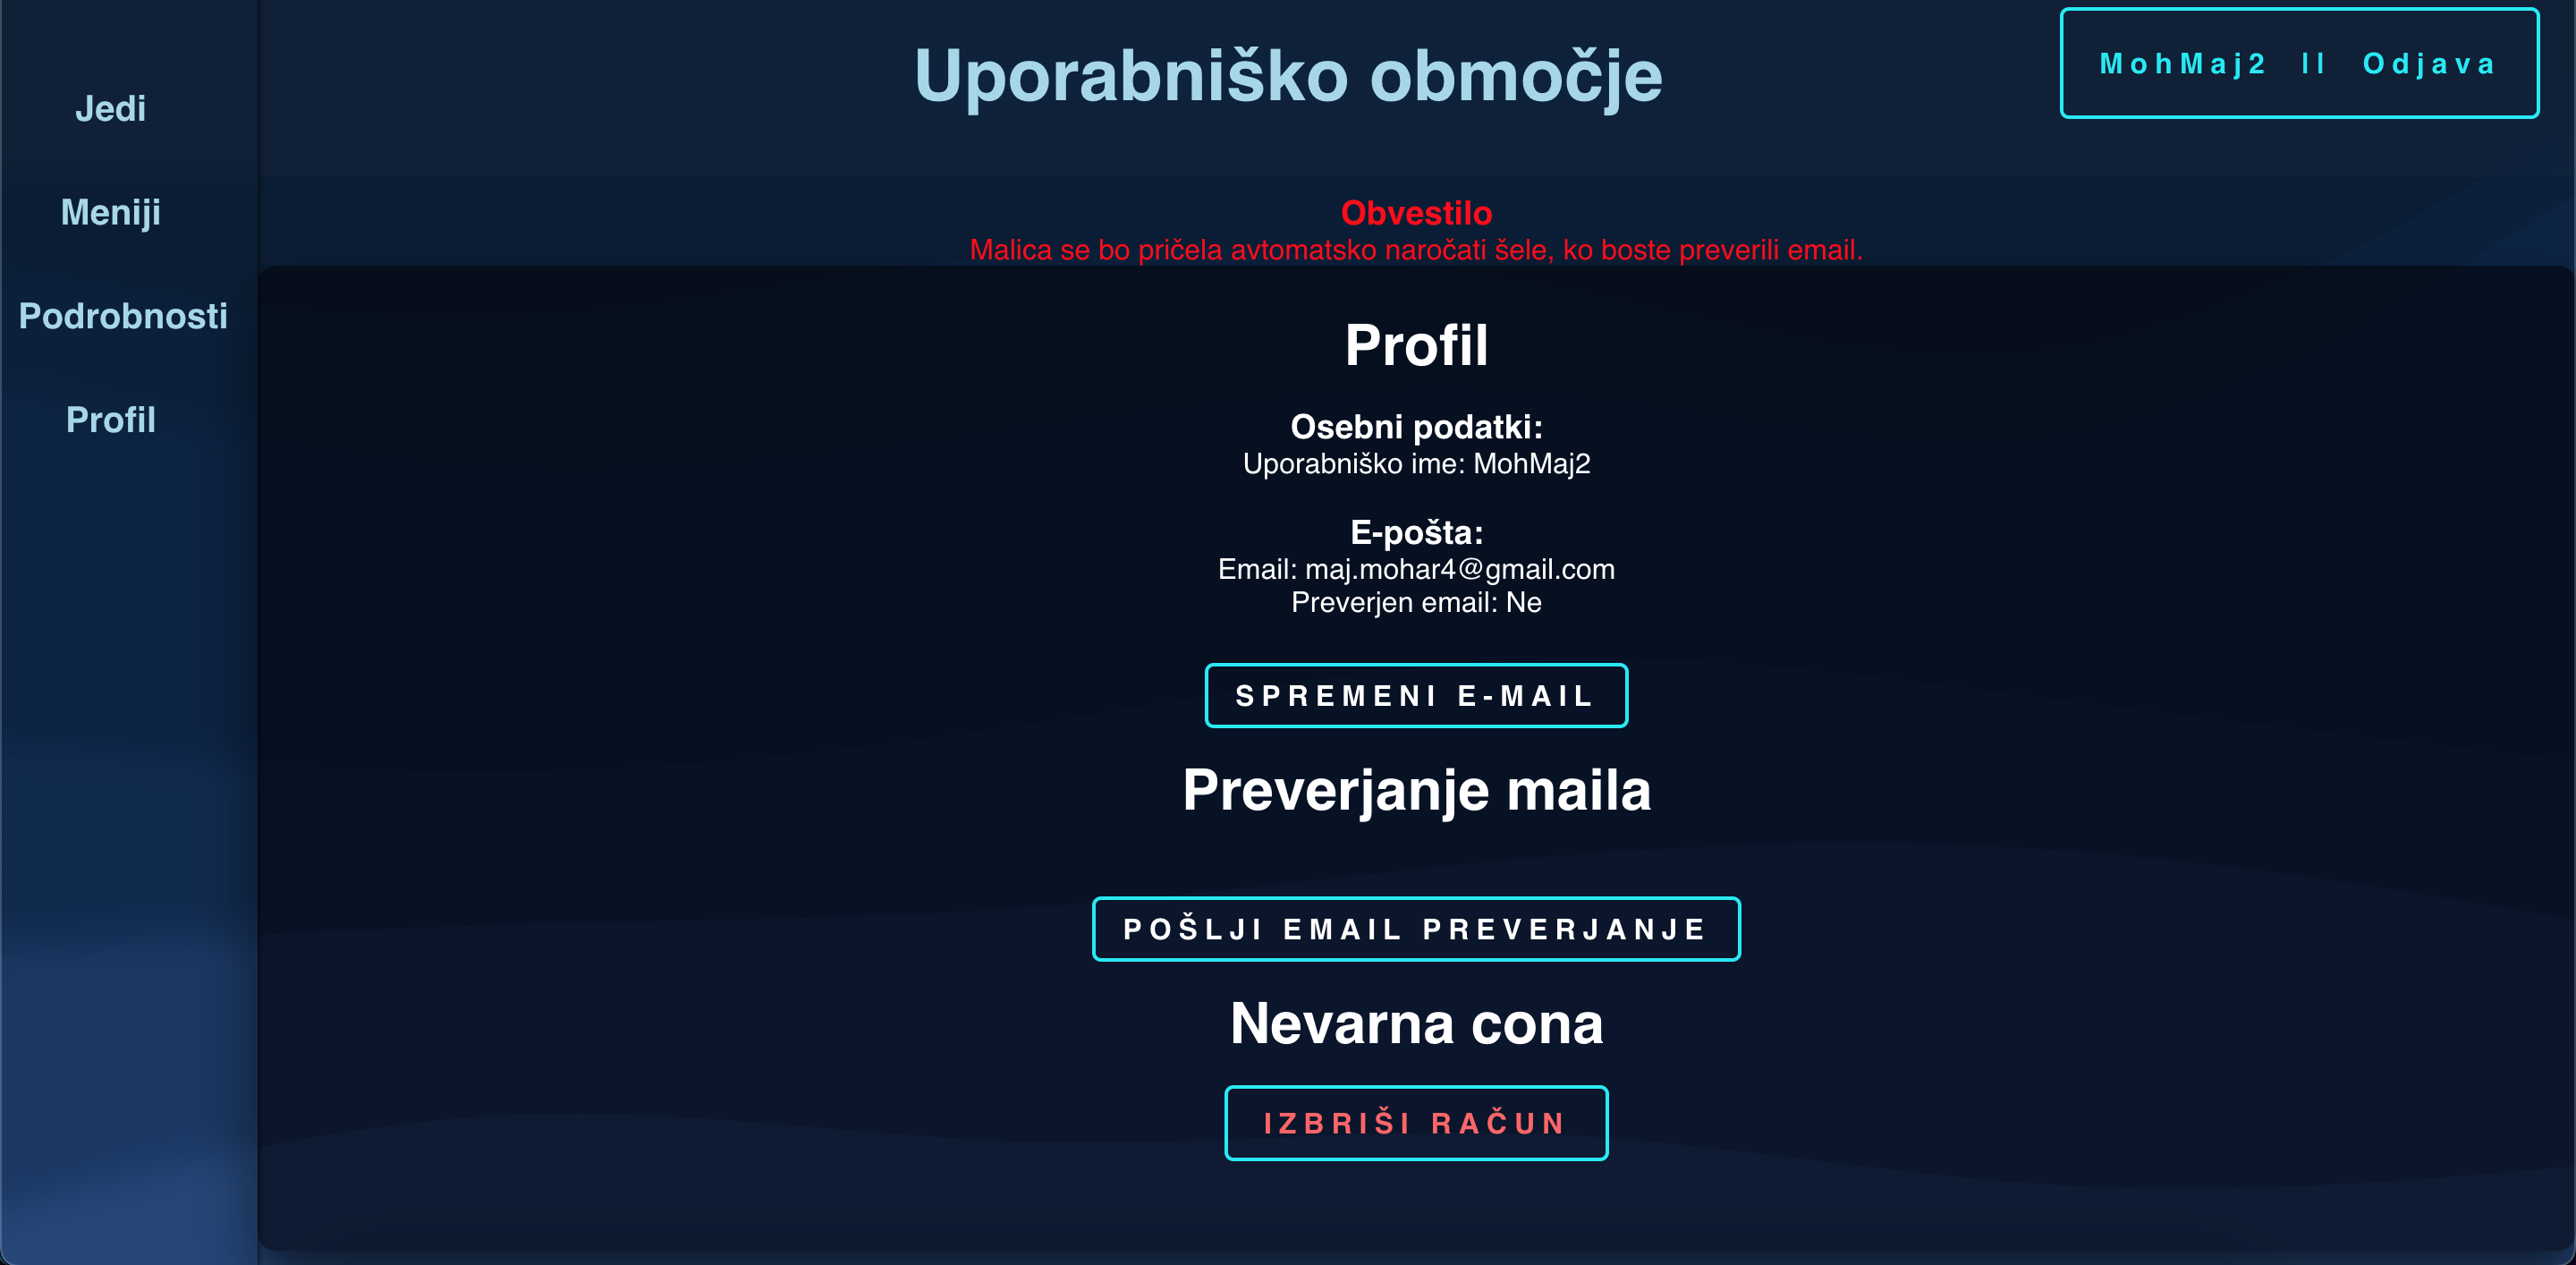 Uporabniško območje
MohMaj2 || Odjava
Jedi
Meniji
Podrobnosti
Profil
Obvestilo
Malica se bo pričela avtomatsko naročati šele, ko boste preverili email.
Profil
Osebni podatki:
Uporabniško ime: MohMaj2
E-pošta:
Email: maj.mohar4@gmail.com
Preverjen email: Ne
SPREMENI E-MAIL
Preverjanje maila
POŠLJI EMAIL PREVERJANJE
Nevarna cona
IZBRIŠI RAČUN